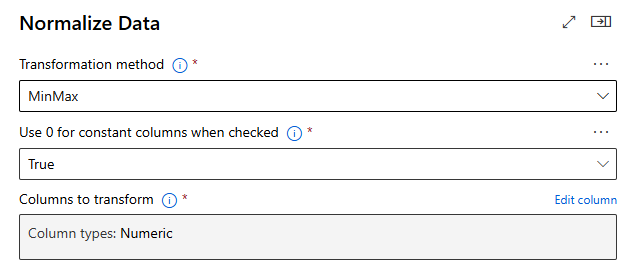 Normalize Data
Transformation method *
MinMax
Use 0 for constant columns when checked *
True
Columns to transform * Edit column
Column types: Numeric